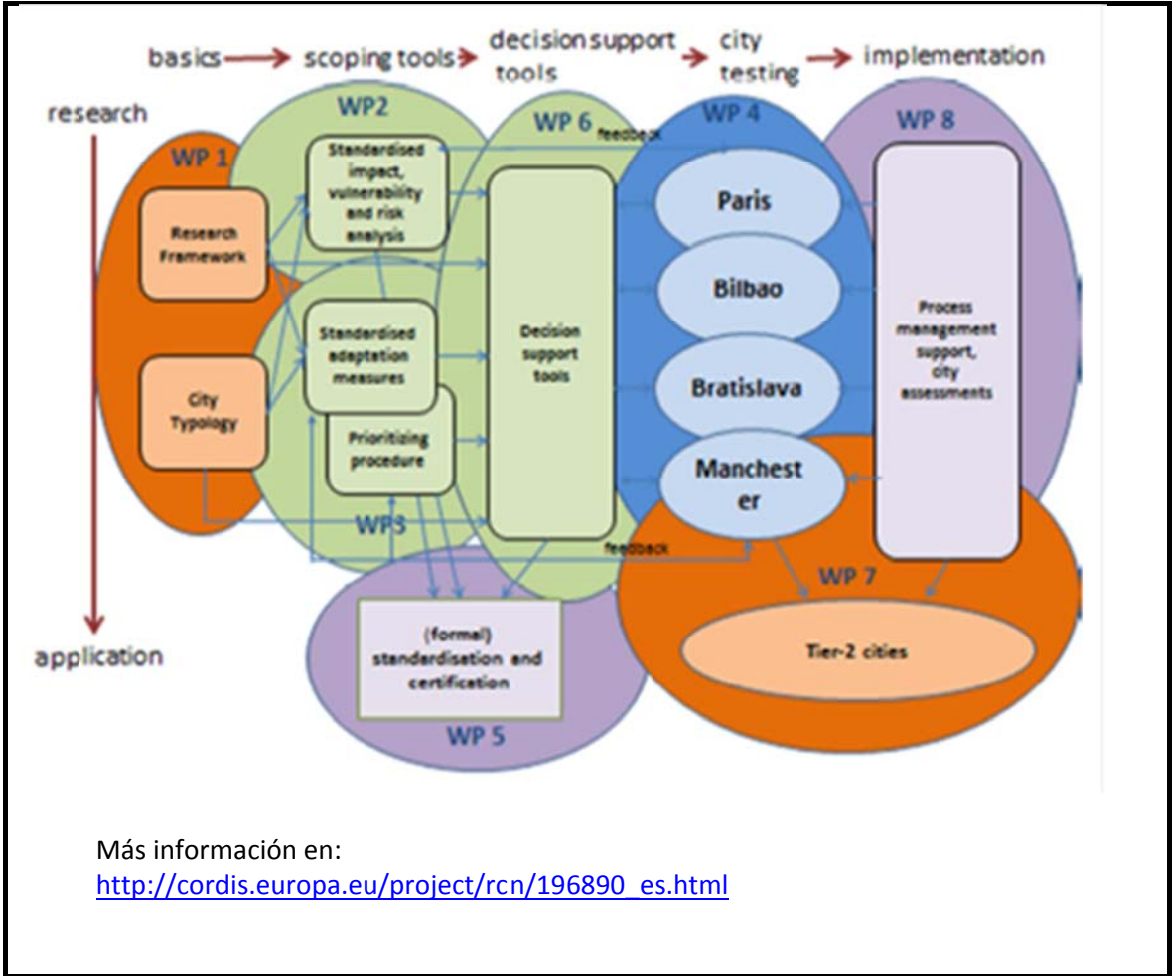 basics
scoping tools
decision support
tools
city
testing
implementation
research
application
WP 1
Research
Framework
City
Typology
WP2
Standardised
impact,
vulnerability
and risk
analysis
Standardised
adaptation
measures
Prioritizing
procedure
WP3
WP 6
feedback
Decision
support
tools
feedback
WP 4
Paris
Bilbao
Bratislava
Manchest
er
WP 8
Process
management
support,
city
assessments
WP 7
Tier-2 cities
(formal)
standardisation and
certification
WP 5
Más información en:
http://cordis.europa.eu/project/rcn/196890_es.html